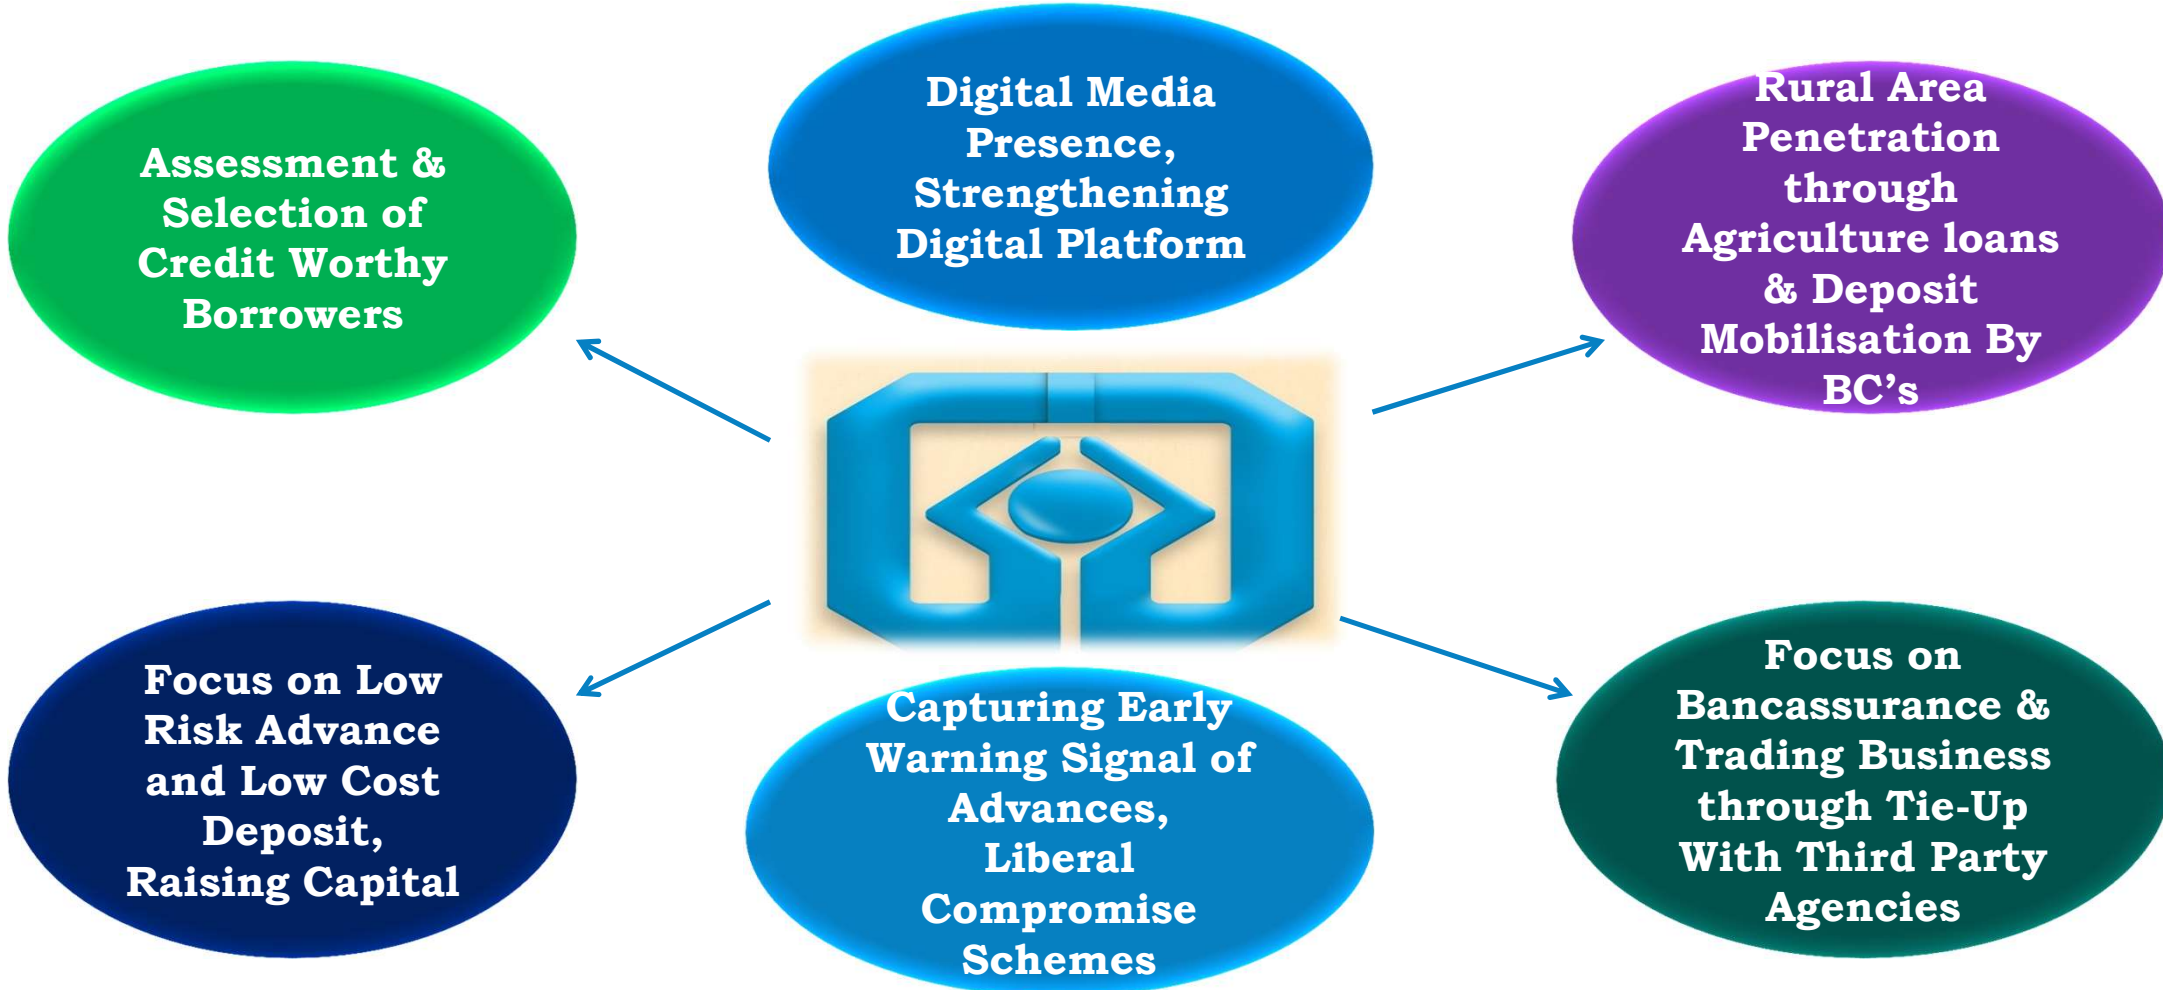 Assessment &
Selection of
Credit Worthy
Borrowers
Digital Media
Presence,
Strengthening
Digital Platform
Rural Area
Penetration
through
Agriculture loans
& Deposit
Mobilisation By
BC’s
Focus on Low
Risk Advance
and Low Cost
Deposit,
Raising Capital
Capturing Early
Warning Signal of
Advances,
Liberal
Compromise
Schemes
Focus on
Bancassurance &
Trading Business
through Tie-Up
With Third Party
Agencies